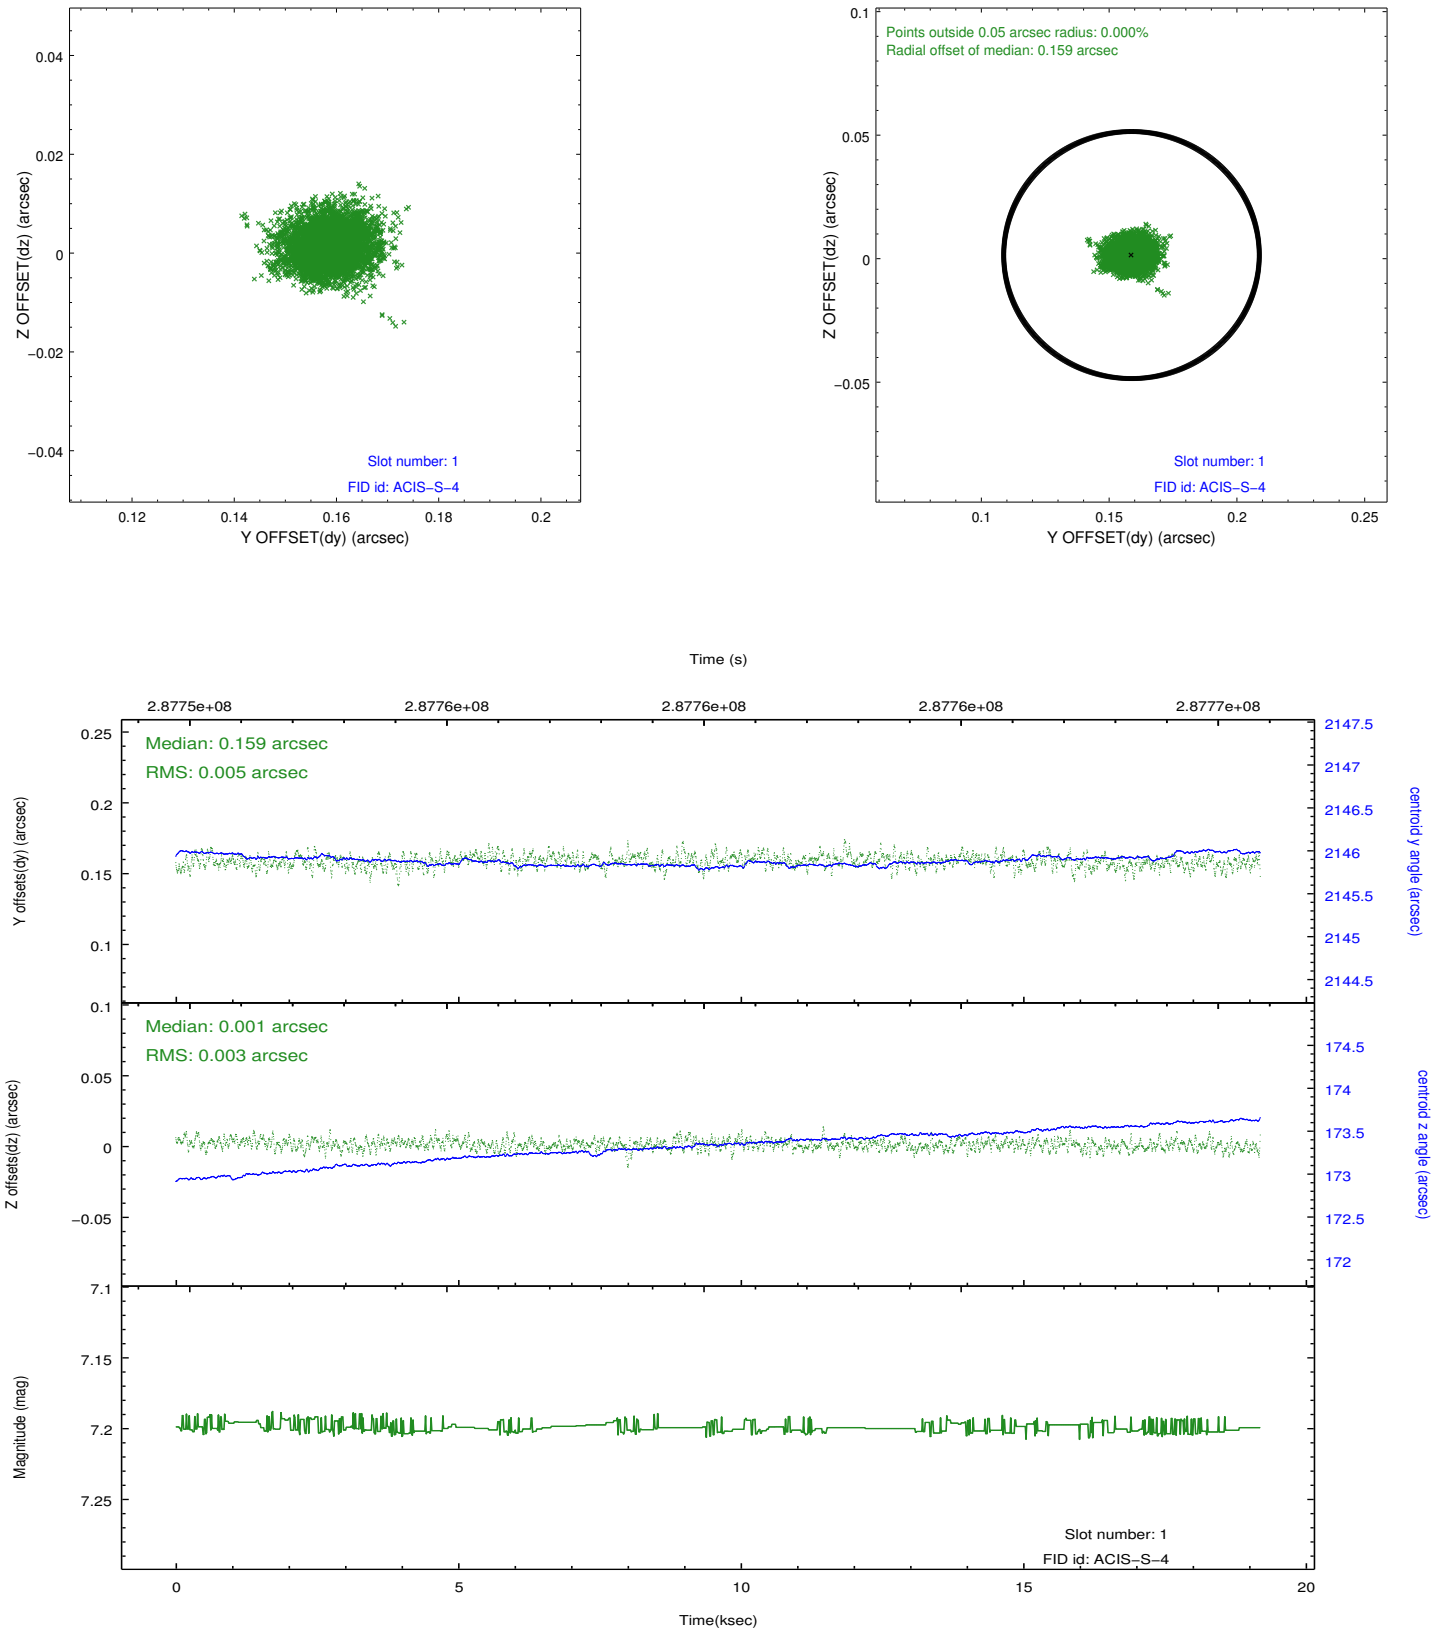 0.04
0.02
0
−0.02
−0.04
Z OFFSET(dz) (arcsec)
Slot number: 1
FID id: ACIS−S−4
0.12
0.14
0.16
0.18
0.2
Y OFFSET(dy) (arcsec)
0.1
0.05
0
−0.05
Z OFFSET(dz) (arcsec)
Points outside 0.05 arcsec radius: 0.000%
Radial offset of median: 0.159 arcsec
Slot number: 1
FID id: ACIS−S−4
0.1
0.15
0.2
0.25
Y OFFSET(dy) (arcsec)
Time (s)
2.8775e+08
2.8776e+08
2.8776e+08
2.8776e+08
2.8777e+08
0.25
0.2
0.15
0.1
Y offsets(dy) (arcsec)
Median: 0.159 arcsec
RMS: 0.005 arcsec
2147.5
2147
2146.5
2146
2145.5
2145
2144.5
centroid y angle (arcsec)
0.1
0.05
0
−0.05
Z offsets(dz) (arcsec)
Median: 0.001 arcsec
RMS: 0.003 arcsec
174.5
174
173.5
173
172.5
172
centroid z angle (arcsec)
7.1
7.15
7.2
7.25
Magnitude (mag)
Slot number: 1
FID id: ACIS−S−4
0
5
10
15
20
Time(ksec)